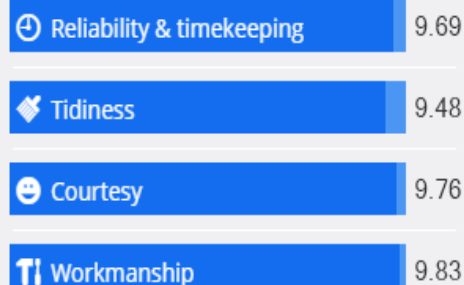 Reliability & timekeeping 9.69
Tidiness 9.48
Courtesy 9.76
Workmanship 9.83